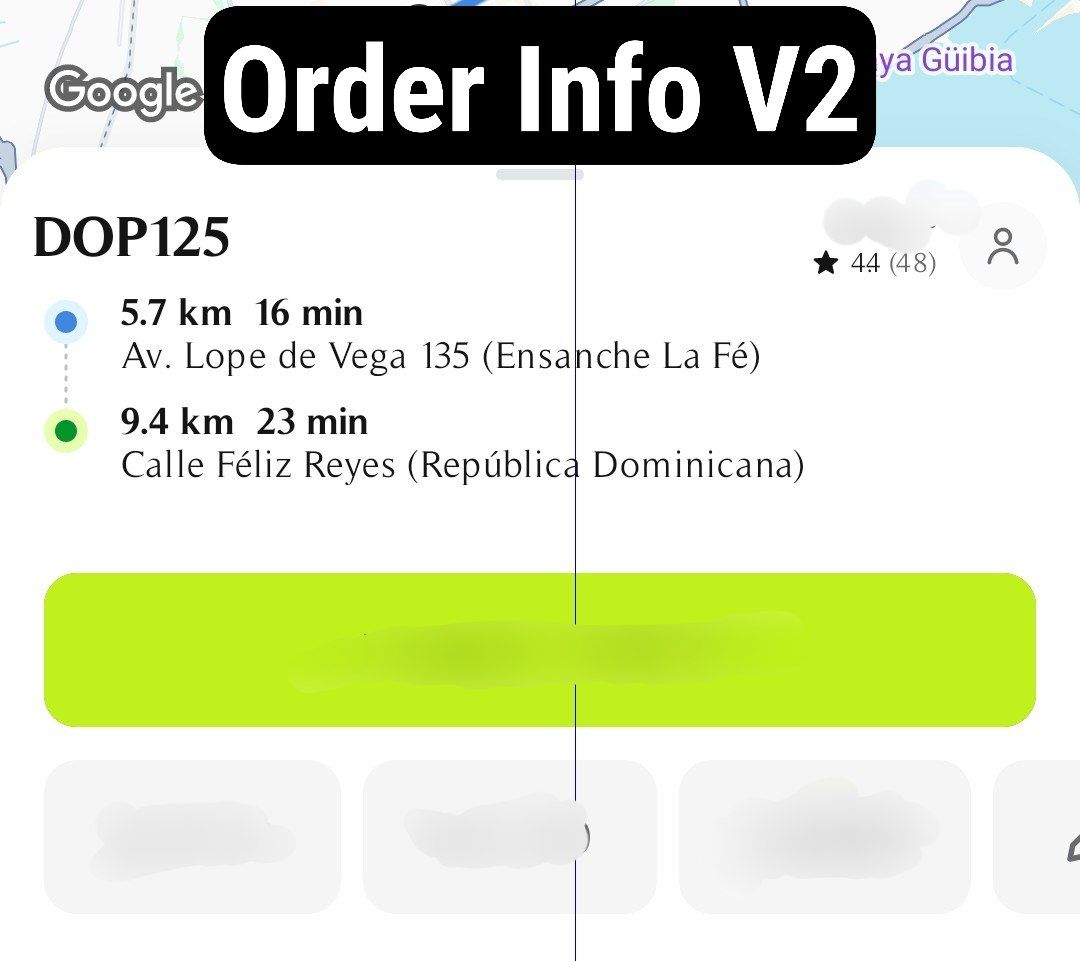 Order Info V2
Google
ya Güibia
DOP125
44 (48)
5.7 km 16 min
Av. Lope de Vega 135 (Ensanche La Fé)
9.4 km 23 min
Calle Féliz Reyes (República Dominicana)